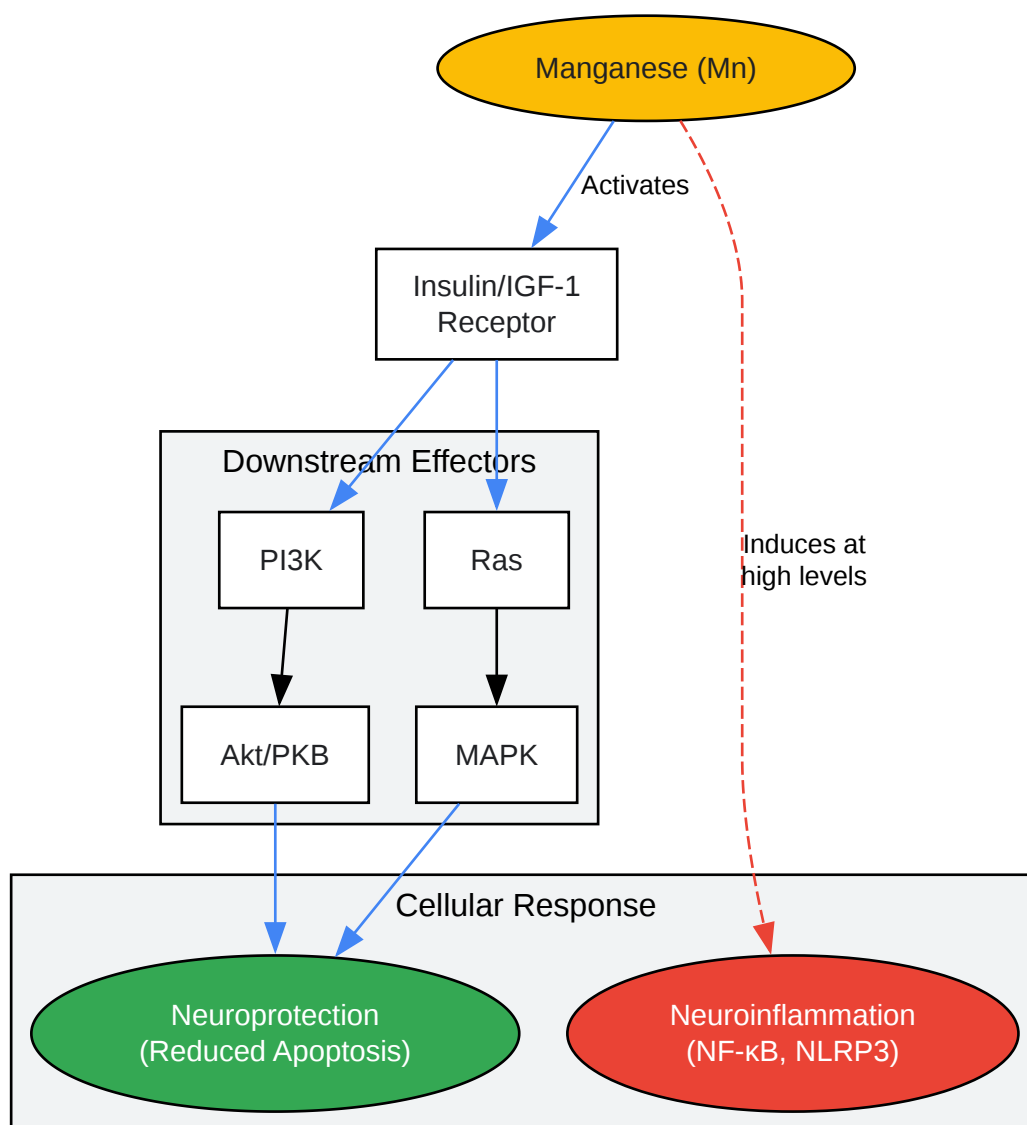 Manganese (Mn)
Activates
Insulin/IGF-1
Receptor
Downstream Effectors
PI3K
Ras
Induces at
high levels
Akt/PKB
MAPK
Cellular Response
Neuroprotection
(Reduced Apoptosis)
Neuroinflammation
(NF-κB, NLRP3)